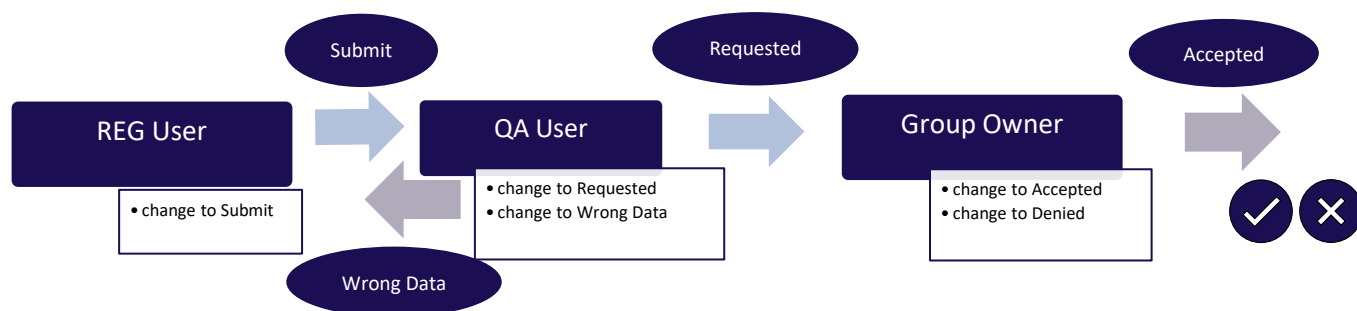 Submit
Requested
Accepted
REG User
QA User
Group Owner
• change to Submit
• change to Requested
• change to Wrong Data
• change to Accepted
• change to Denied
Wrong Data